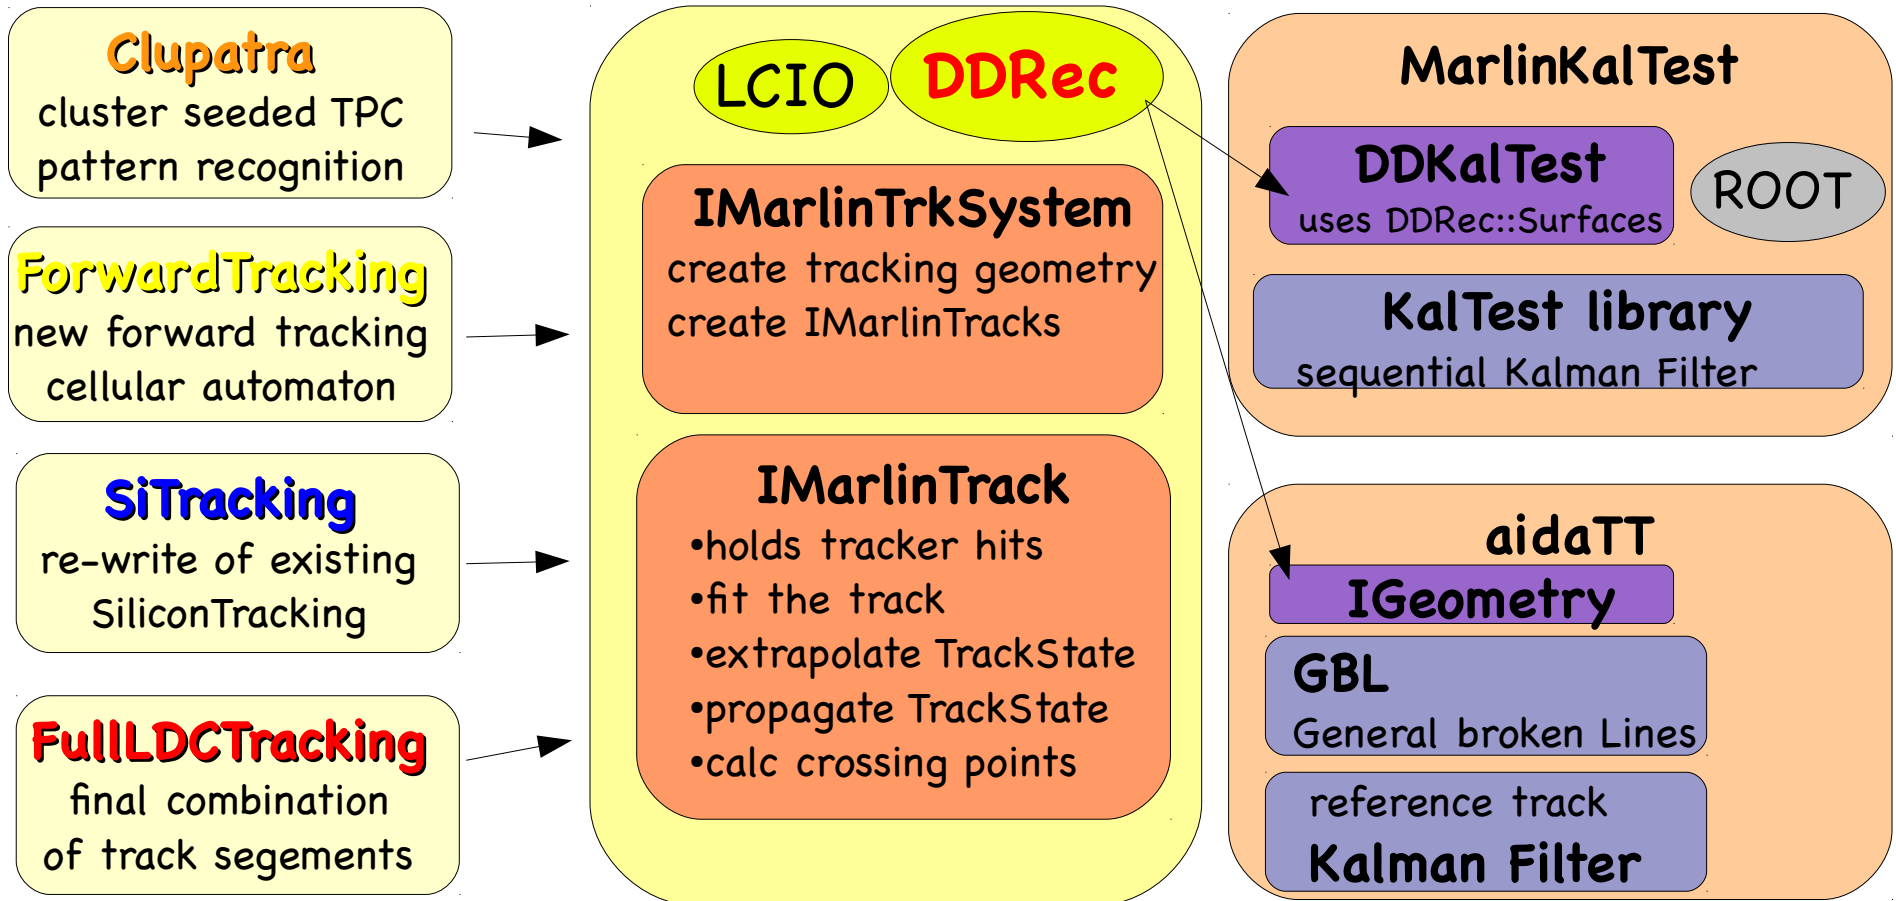 Clupatra
cluster seeded TPC
pattern recognition
ForwardTracking
new forward tracking
cellular automaton
SiTracking
re-write of existing
SiliconTracking
FullLDCTracking
final combination
of track segements
LCIO
DDRec
IMarlinTrkSystem
create tracking geometry
create IMarlinTracks
IMarlinTrack
•holds tracker hits
•fit the track
•extrapolate TrackState
•propagate TrackState
•calc crossing points
MarlinKalTest
DDKalTest
uses DDRec::Surfaces
ROOT
KalTest library
sequential Kalman Filter
aidaTT
IGeometry
GBL
General broken Lines
reference track
Kalman Filter